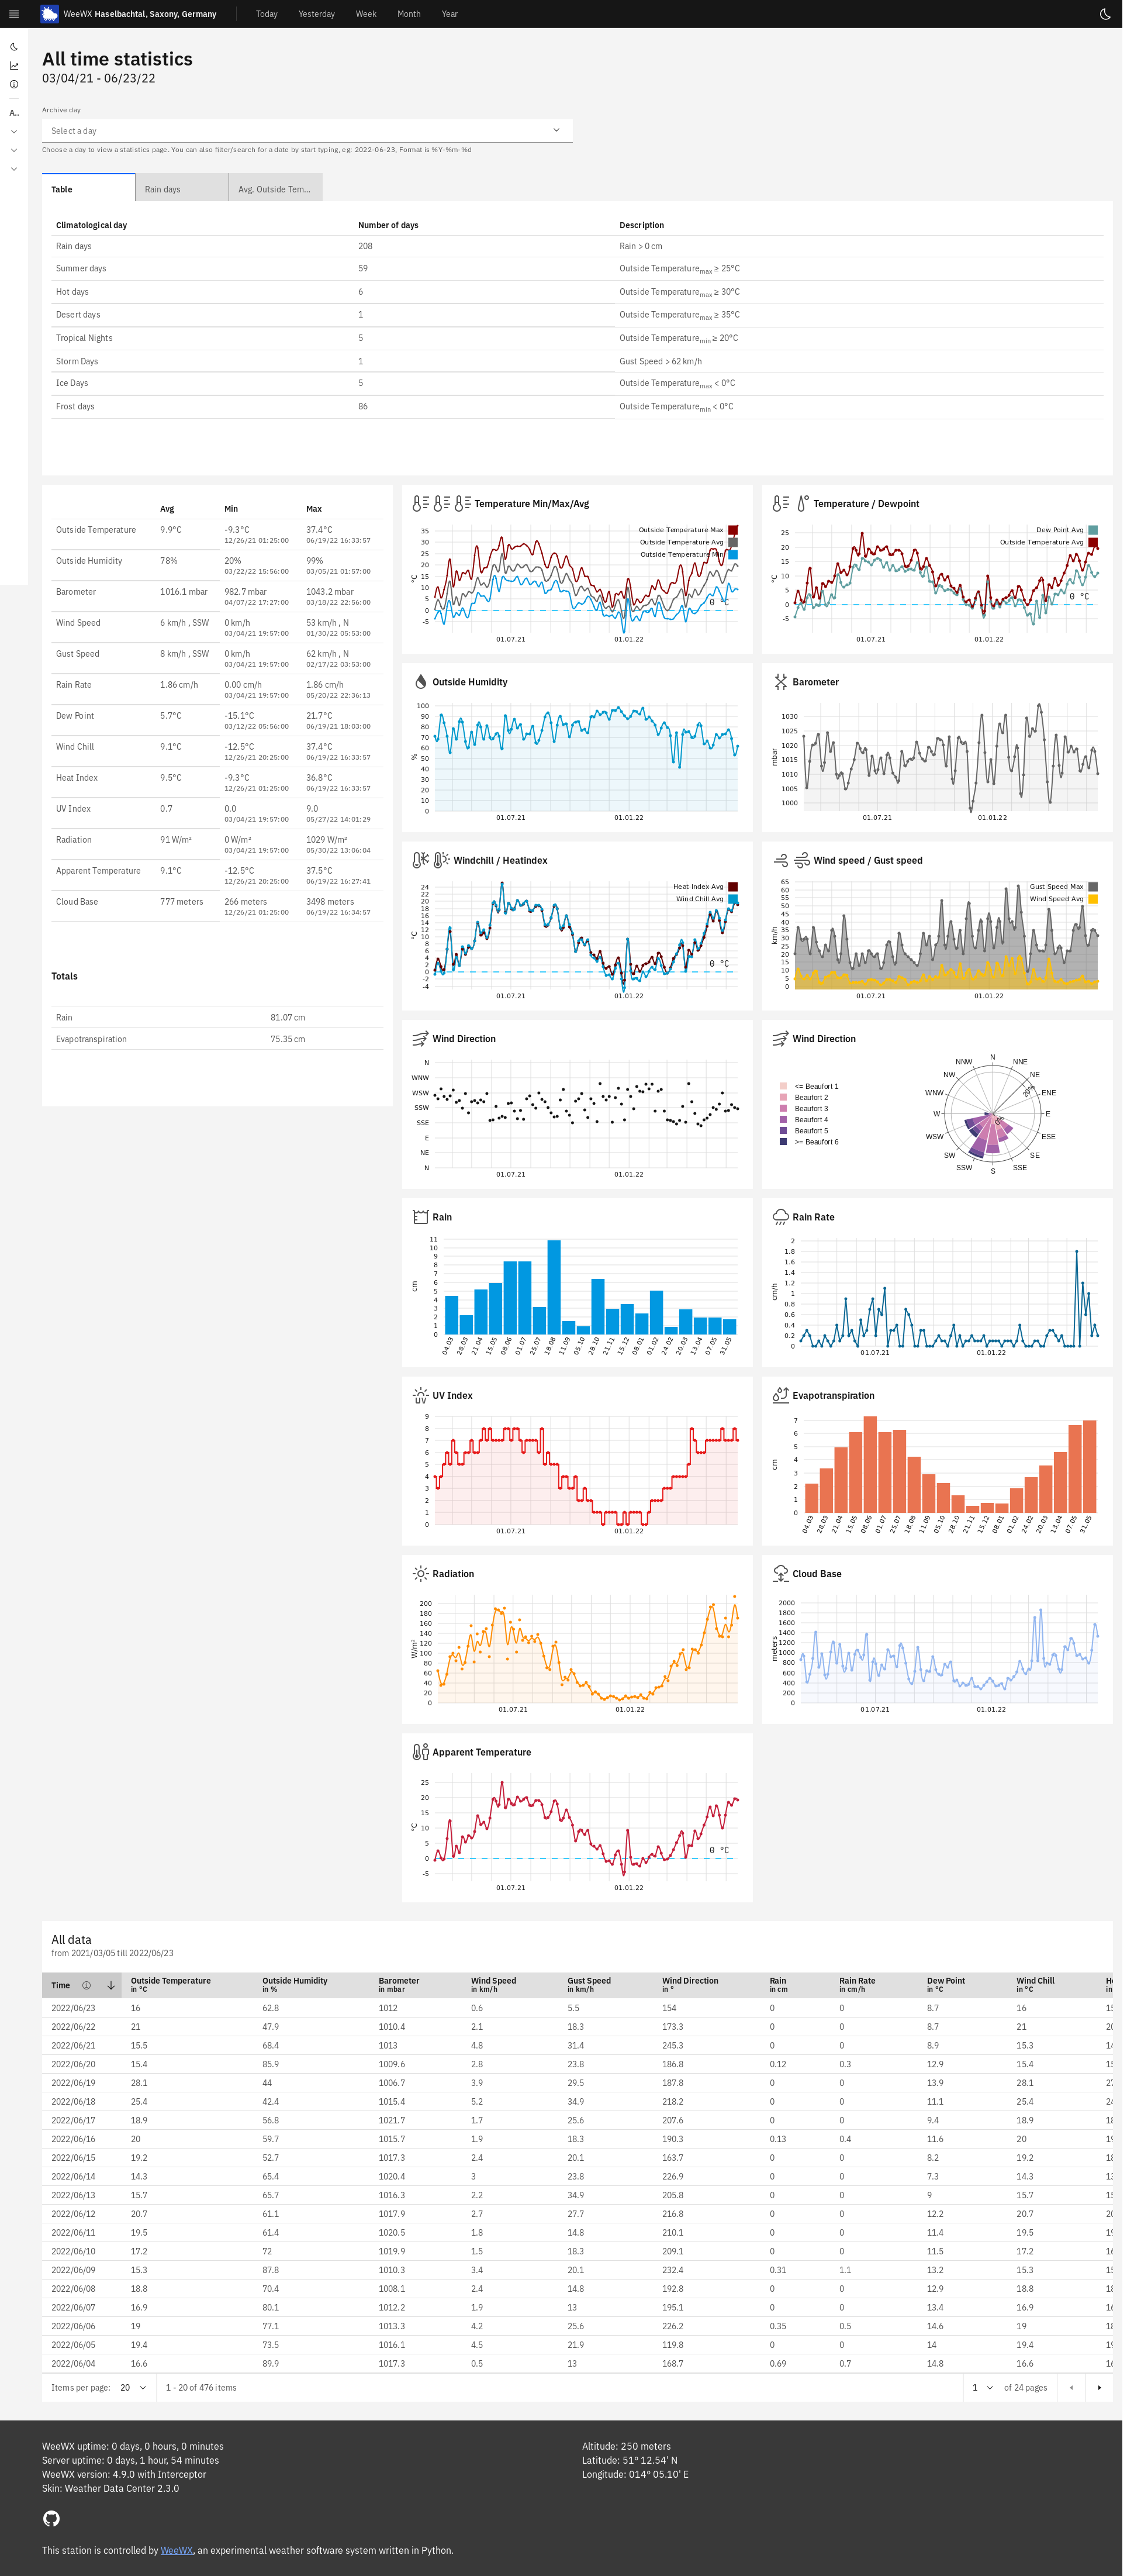 WeeWX Haselbachtal, Saxony, Germany Today Yesterday Week Month Year
A..
All time statistics
03/04/21 - 06/23/22
Archive day
Select a day
Choose a day to view a statistics page. You can also filter/search for a date by start typing, eg: 2022-06-23, Format is %Y-%m-%d
Table Rain days Avg. Outside Tem...
Climatological day Number of days Description
Rain days 208 Rain > 0 cm
Summer days 59 Outside Temperature max ≥ 25°C
Hot days 6 Outside Temperature max ≥ 30°C
Desert days 1 Outside Temperature max ≥ 35°C
Tropical Nights 5 Outside Temperature min ≥ 20°C
Storm Days 1 Gust Speed > 62 km/h
Ice Days 5 Outside Temperature max < 0°C
Frost days 86 Outside Temperature min < 0°C
Avg Min Max
Outside Temperature 9.9°C -9.3°C 37.4°C
12/26/21 01:25:00 06/19/22 16:33:57
Outside Humidity 78% 20% 99%
03/22/22 15:56:00 03/05/21 01:57:00
Barometer 1016.1 mbar 982.7 mbar 1043.2 mbar
04/07/22 17:27:00 03/18/22 22:56:00
Wind Speed 6 km/h , SSW 0 km/h 53 km/h , N
03/04/21 19:57:00 01/30/22 05:53:00
Gust Speed 8 km/h , SSW 0 km/h 62 km/h , N
03/04/21 19:57:00 02/17/22 03:53:00
Rain Rate 1.86 cm/h 0.00 cm/h 1.86 cm/h
03/04/21 19:57:00 05/20/22 22:36:13
Dew Point 5.7°C -15.1°C 21.7°C
03/12/22 05:56:00 06/19/21 18:03:00
Wind Chill 9.1°C -12.5°C 37.4°C
12/26/21 20:25:00 06/19/22 16:33:57
Heat Index 9.5°C -9.3°C 36.8°C
12/26/21 01:25:00 06/19/22 16:33:57
UV Index 0.7 0.0 9.0
03/04/21 19:57:00 05/27/22 14:01:29
Radiation 91 W/m² 0 W/m² 1029 W/m²
03/04/21 19:57:00 05/30/22 13:06:04
Apparent Temperature 9.1°C -12.5°C 37.5°C
12/26/21 20:25:00 06/19/22 16:27:41
Cloud Base 777 meters 266 meters 3498 meters
12/26/21 01:25:00 06/19/22 16:34:57
Totals
Rain 81.07 cm
Evapotranspiration 75.35 cm
Temperature Min/Max/Avg
Outside Temperature Max
Outside Temperature Avg
Outside Temperature Min
35
30
25
20
15
10
5
0
-5
°C
0 °C
01.07.21 01.01.22
Temperature / Dewpoint
Dew Point Avg
Outside Temperature Avg
25
20
15
10
5
0
-5
°C
0 °C
01.07.21 01.01.22
Outside Humidity
100
90
80
70
60
50
40
30
20
10
0
%
01.07.21 01.01.22
Barometer
1030
1025
1020
1015
1010
1005
1000
mbar
01.07.21 01.01.22
Windchill / Heatindex
Heat Index Avg
Wind Chill Avg
24
22
20
18
16
14
12
10
8
6
4
2
0
-2
-4
°C
0 °C
01.07.21 01.01.22
Wind speed / Gust speed
Gust Speed Max
Wind Speed Avg
65
60
55
50
45
40
35
30
25
20
15
10
5
0
km/h
01.07.21 01.01.22
Wind Direction
N
WNW
WSW
SSW
SSE
E
NE
N
01.07.21 01.01.22
Wind Direction
<= Beaufort 1
Beaufort 2
Beaufort 3
Beaufort 4
Beaufort 5
>= Beaufort 6
N
NNW NNE
NW NE
WNW ENE
W E
WSW ESE
SW SE
SSW SSE
S
20%
0%
Rain
11
10
9
8
7
6
5
4
3
2
1
0
cm
04.03 28.03 21.04 15.05 08.06 01.07 25.07 18.08 11.09 05.10 28.10 21.11 15.12 08.01 01.02 24.02 20.03 13.04 07.05 31.05
Rain Rate
2
1.8
1.6
1.4
1.2
1
0.8
0.6
0.4
0.2
0
cm/h
01.07.21 01.01.22
UV Index
9
8
7
6
5
4
3
2
1
0
01.07.21 01.01.22
Evapotranspiration
7
6
5
4
3
2
1
0
cm
04.03 28.03 21.04 15.05 08.06 01.07 25.07 18.08 11.09 05.10 28.10 21.11 15.12 08.01 01.02 24.02 20.03 13.04 07.05 31.05
Radiation
200
180
160
140
120
100
80
60
40
20
0
W/m²
01.07.21 01.01.22
Cloud Base
2000
1800
1600
1400
1200
1000
800
600
400
200
0
meters
01.07.21 01.01.22
Apparent Temperature
25
20
15
10
5
0
-5
°C
0 °C
01.07.21 01.01.22
All data
from 2021/03/05 till 2022/06/23
Time Outside Temperature Outside Humidity Barometer Wind Speed Gust Speed Wind Direction Rain Rain Rate Dew Point Wind Chill
in °C in % in mbar in km/h in km/h in ° in cm in cm/h in °C in °C in
2022/06/23 16 62.8 1012 0.6 5.5 154 0 0 8.7 16
2022/06/22 21 47.9 1010.4 2.1 18.3 173.3 0 0 8.7 21
2022/06/21 15.5 68.4 1013 4.8 31.4 245.3 0 0 8.9 15.3
2022/06/20 15.4 85.9 1009.6 2.8 23.8 186.8 0.12 0.3 12.9 15.4
2022/06/19 28.1 44 1006.7 3.9 29.5 187.8 0 0 13.9 28.1
2022/06/18 25.4 42.4 1015.4 5.2 34.9 218.2 0 0 11.1 25.4
2022/06/17 18.9 56.8 1021.7 1.7 25.6 207.6 0 0 9.4 18.9
2022/06/16 20 59.7 1015.7 1.9 18.3 190.3 0.13 0.4 11.6 20
2022/06/15 19.2 52.7 1017.3 2.4 20.1 163.7 0 0 8.2 19.2
2022/06/14 14.3 65.4 1020.4 3 23.8 226.9 0 0 7.3 14.3
2022/06/13 15.7 65.7 1016.3 2.2 34.9 205.8 0 0 9 15.7
2022/06/12 20.7 61.1 1017.9 2.7 27.7 216.8 0 0 12.2 20.7
2022/06/11 19.5 61.4 1020.5 1.8 14.8 210.1 0 0 11.4 19.5
2022/06/10 17.2 72 1019.9 1.5 18.3 209.1 0 0 11.5 17.2
2022/06/09 15.3 87.8 1010.3 3.4 20.1 232.4 0.31 1.1 13.2 15.3
2022/06/08 18.8 70.4 1008.1 2.4 14.8 192.8 0 0 12.9 18.8
2022/06/07 16.9 80.1 1012.2 1.9 13 195.1 0 0 13.4 16.9
2022/06/06 19 77.1 1013.3 4.2 25.6 226.2 0.35 0.5 14.6 19
2022/06/05 19.4 73.5 1016.1 4.5 21.9 119.8 0 0 14 19.4
2022/06/04 16.6 89.9 1017.3 0.5 13 168.7 0.69 0.7 14.8 16.6
Items per page: 20 1 - 20 of 476 items 1 of 24 pages
WeeWX uptime: 0 days, 0 hours, 0 minutes
Server uptime: 0 days, 1 hour, 54 minutes
WeeWX version: 4.9.0 with Interceptor
Skin: Weather Data Center 2.3.0
Altitude: 250 meters
Latitude: 51° 12.54' N
Longitude: 014° 05.10' E
This station is controlled by WeeWX, an experimental weather software system written in Python.